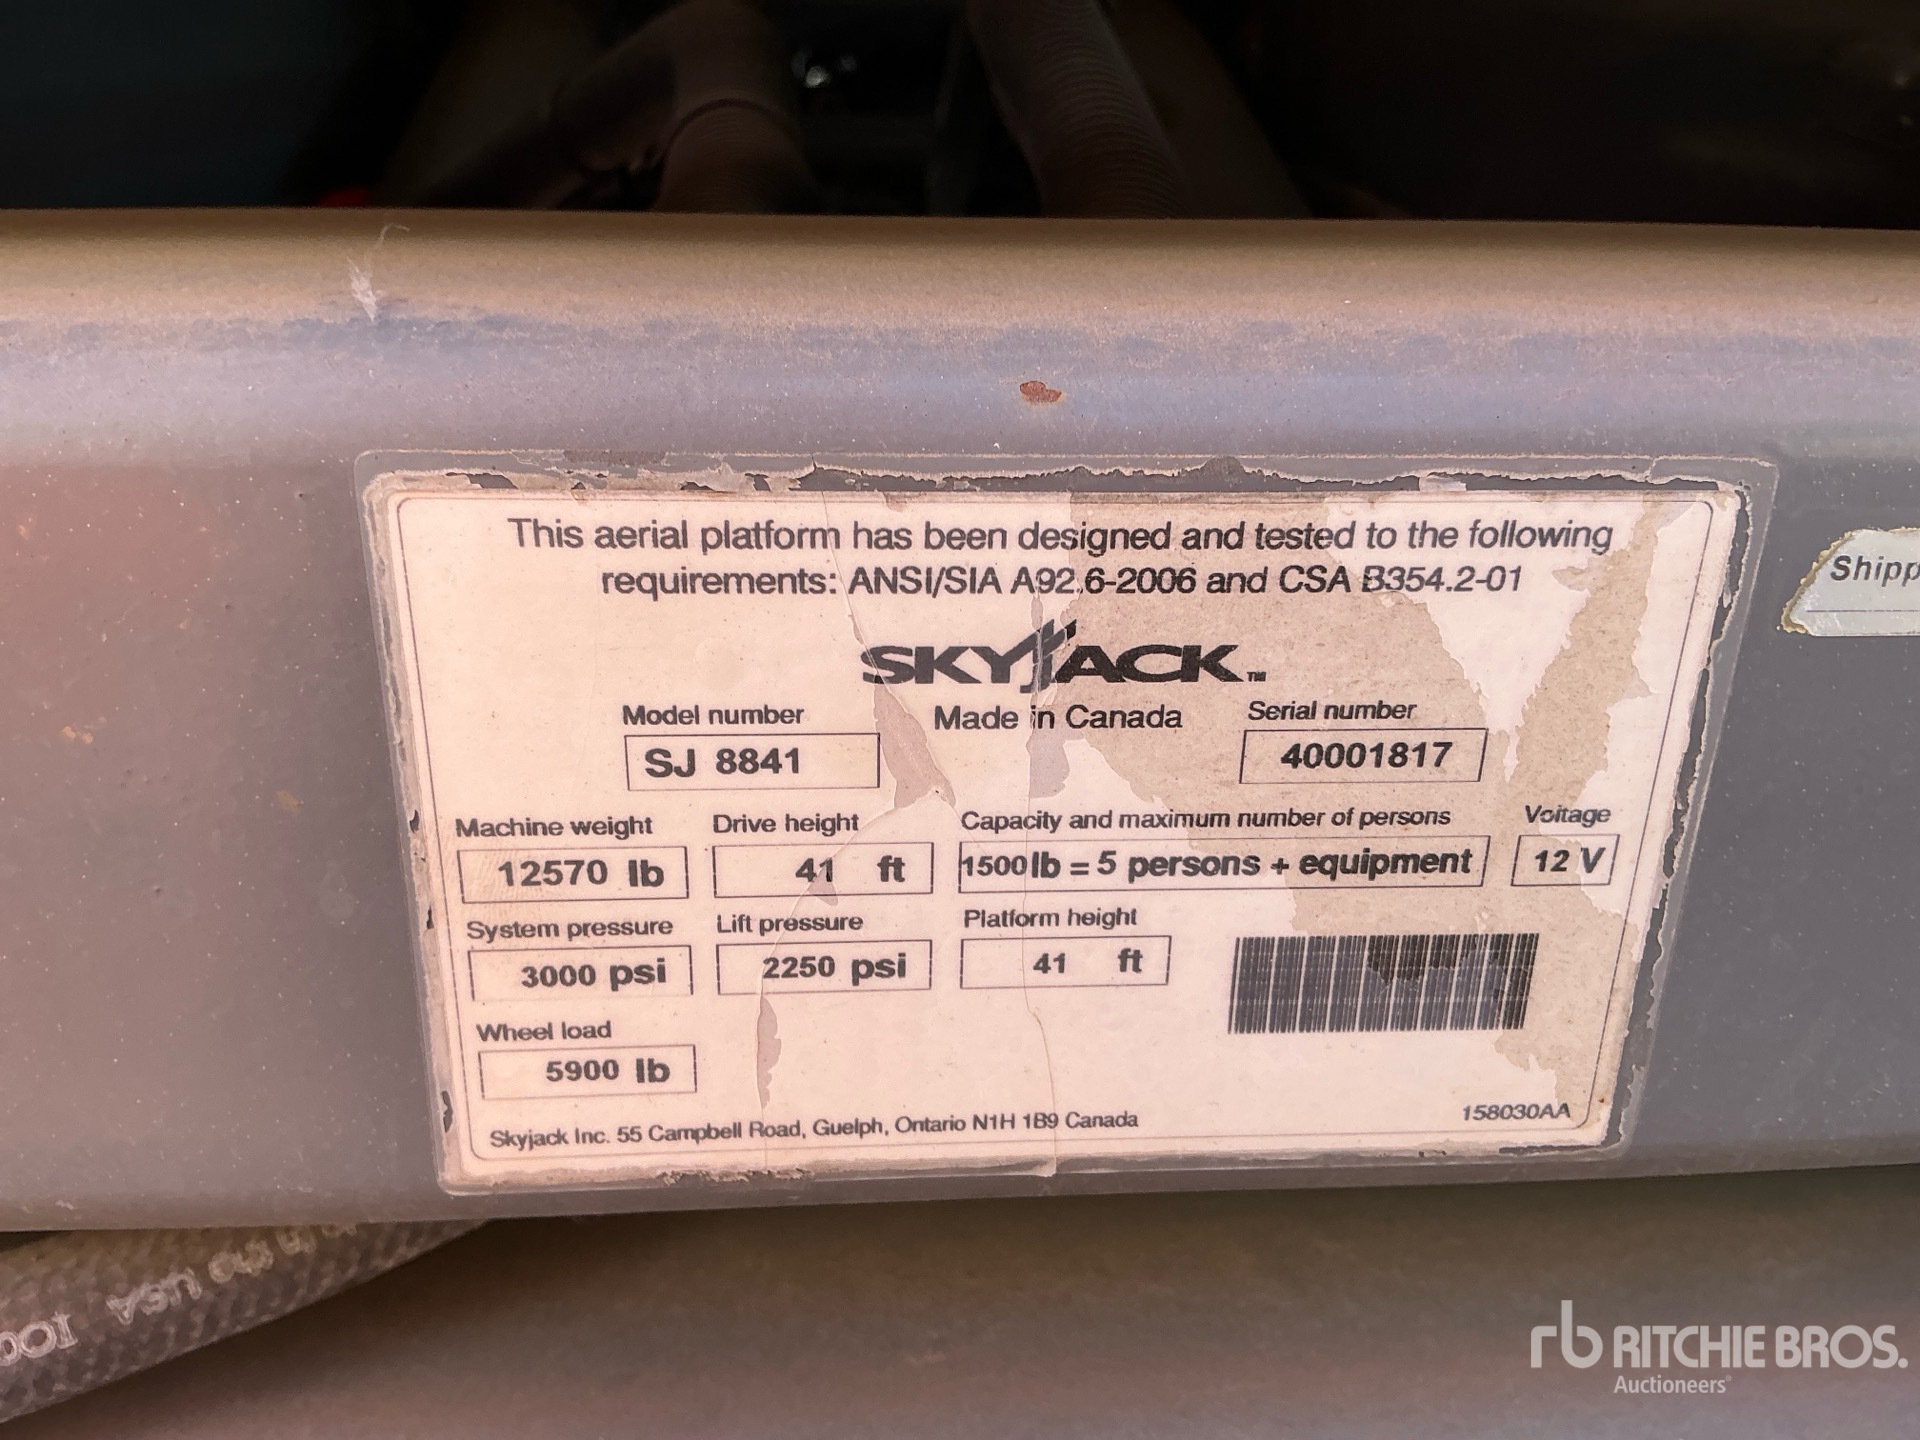 This aerial platform has been designed and tested to the following
requirements: ANSI/SIA A92.6-2006 and CSA B354.2-01
SKYJACK™
Model number
SJ 8841
Made in Canada
Serial number
40001817
Machine weight
12570 lb
Drive height
41 ft
Capacity and maximum number of persons
1500 lb = 5 persons + equipment
Voltage
12 V
System pressure
3000 psi
Lift pressure
2250 psi
Platform height
41 ft
Wheel load
5900 lb
Skyjack Inc. 55 Campbell Road, Guelph, Ontario N1H 1B9 Canada
158030AA
Shipp
USA
rb RITCHIE BROS.
Auctioneers